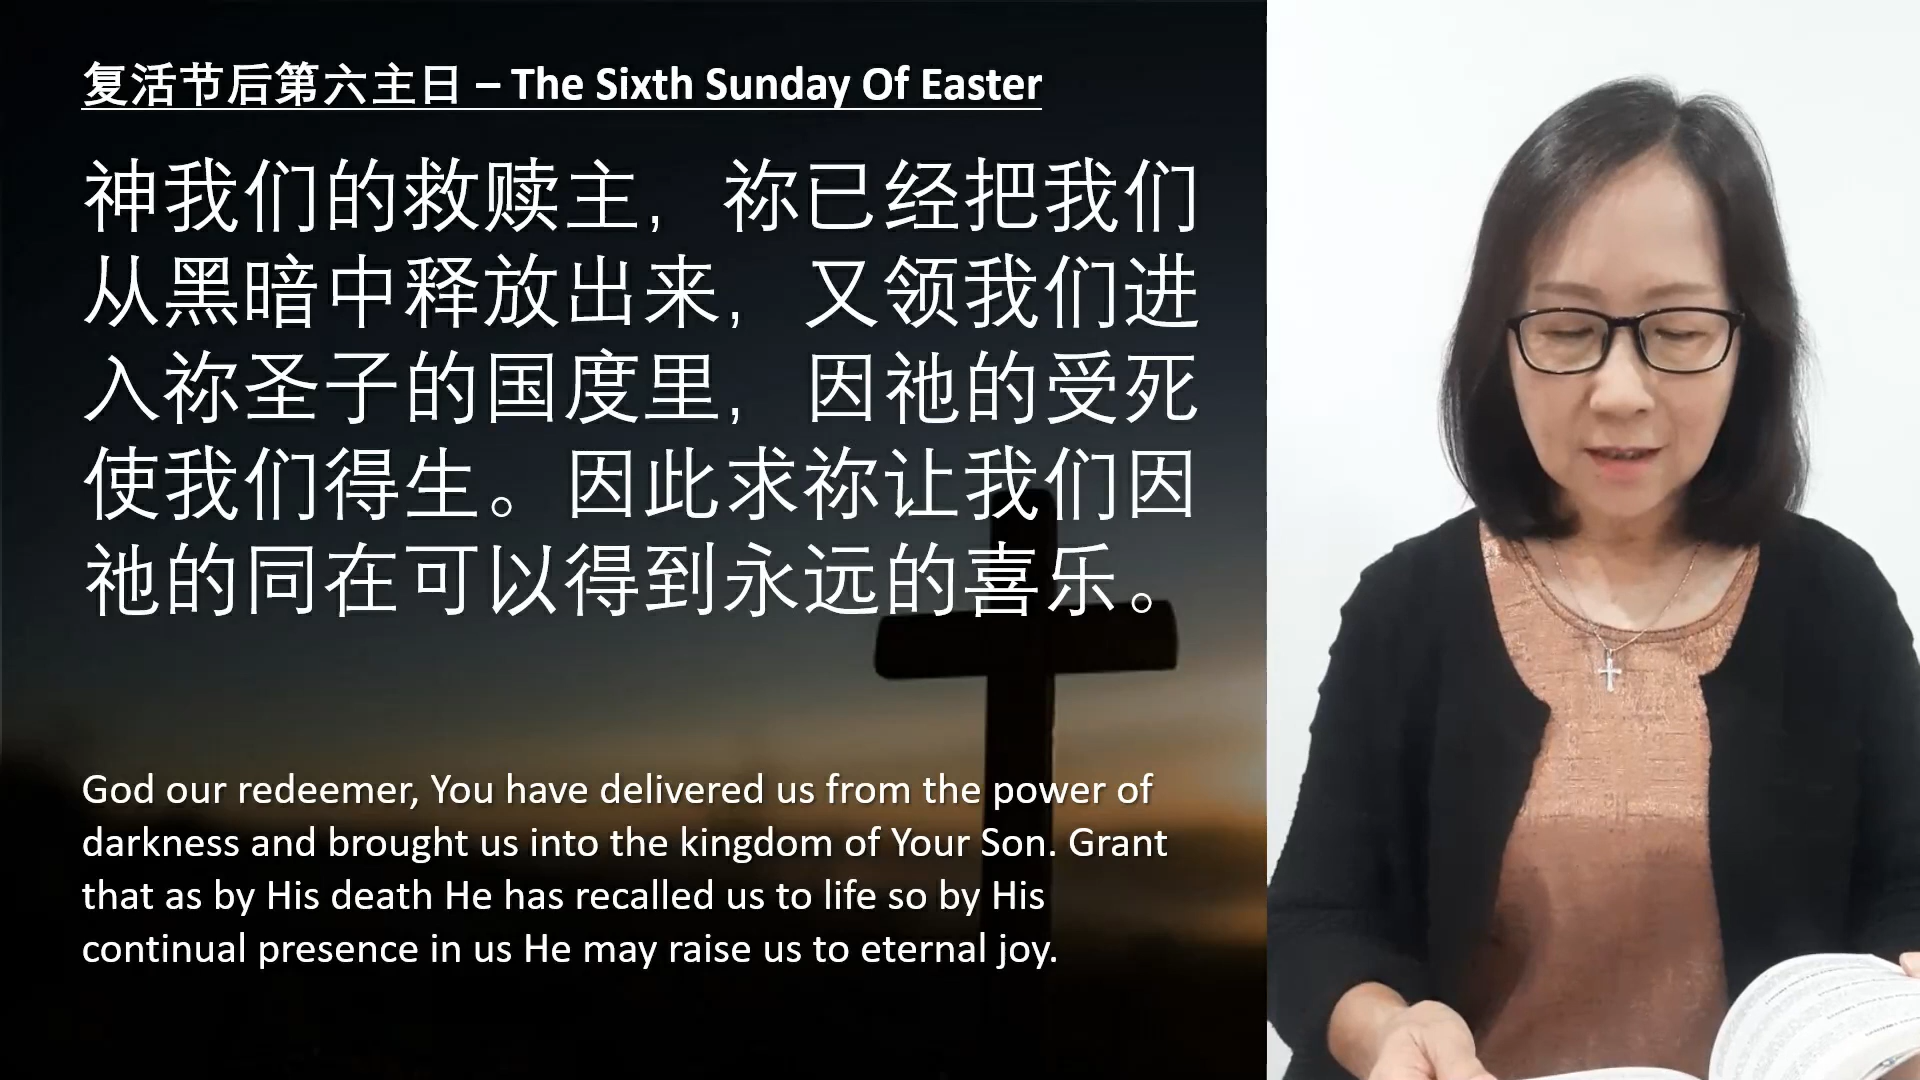 复活节后第六主日 – The Sixth Sunday Of Easter
神我们的救赎主，祢已经把我们
从黑暗中释放出来，又领我们进
入祢圣子的国度里，因祂的受死
使我们得生。因此求祢让我们因
祂的同在可以得到永远的喜乐。
God our redeemer, You have delivered us from the power of
darkness and brought us into the kingdom of Your Son. Grant
that as by His death He has recalled us to life so by His
continual presence in us He may raise us to eternal joy.